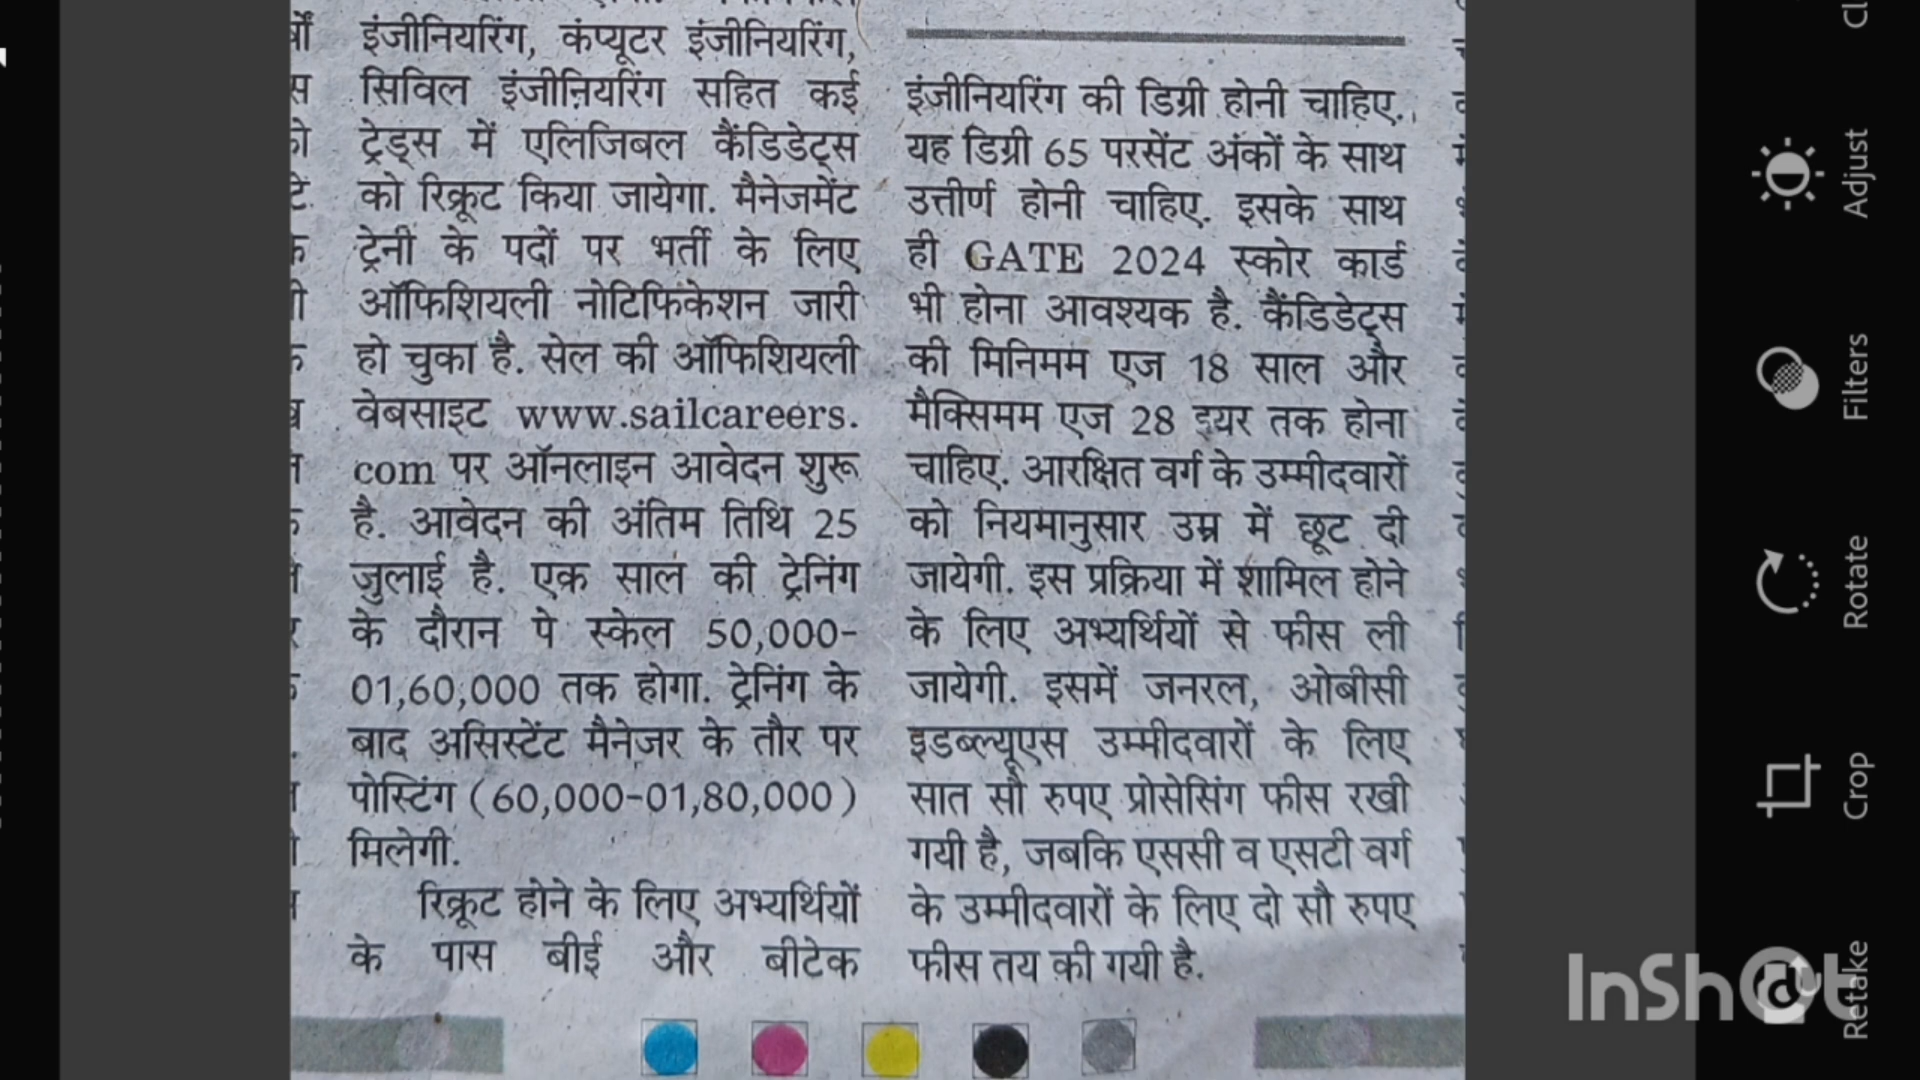 इंजीनियरिंग, कंप्यूटर इंजीनियरिंग,
सिविल इंजीनियरिंग सहित कई
ट्रेड्स में एलिजिबल कैंडिडेट्स
को रिक्रूट किया जायेगा. मैनेजमेंट
ट्रेनी के पदों पर भर्ती के लिए
ऑफिशियली नोटिफिकेशन जारी
हो चुका है. सेल की ऑफिशियली
वेबसाइट www.sailcareers.
com पर ऑनलाइन आवेदन शुरू
है. आवेदन की अंतिम तिथि 25
जुलाई है. एक साल की ट्रेनिंग
के दौरान पे स्केल 50,000-
01,60,000 तक होगा. ट्रेनिंग के
बाद असिस्टेंट मैनेजर के तौर पर
पोस्टिंग (60,000-01,80,000)
मिलेगी.
रिक्रूट होने के लिए अभ्यर्थियों
के पास बीई और बीटेक
इंजीनियरिंग की डिग्री होनी चाहिए.
यह डिग्री 65 परसेंट अंकों के साथ
उत्तीर्ण होनी चाहिए. इसके साथ
ही GATE 2024 स्कोर कार्ड
भी होना आवश्यक है. कैंडिडेट्स
की मिनिमम एज 18 साल और
मैक्सिमम एज 28 इयर तक होना
चाहिए. आरक्षित वर्ग के उम्मीदवारों
को नियमानुसार उम्र में छूट दी
जायेगी. इस प्रक्रिया में शामिल होने
के लिए अभ्यर्थियों से फीस ली
जायेगी. इसमें जनरल, ओबीसी
इडब्ल्यूएस उम्मीदवारों के लिए
सात सौ रुपए प्रोसेसिंग फीस रखी
गयी है, जबकि एससी व एसटी वर्ग
के उम्मीदवारों के लिए दो सौ रुपए
फीस तय की गयी है.
Adjust
Filters
Rotate
Crop
Retake
InShot